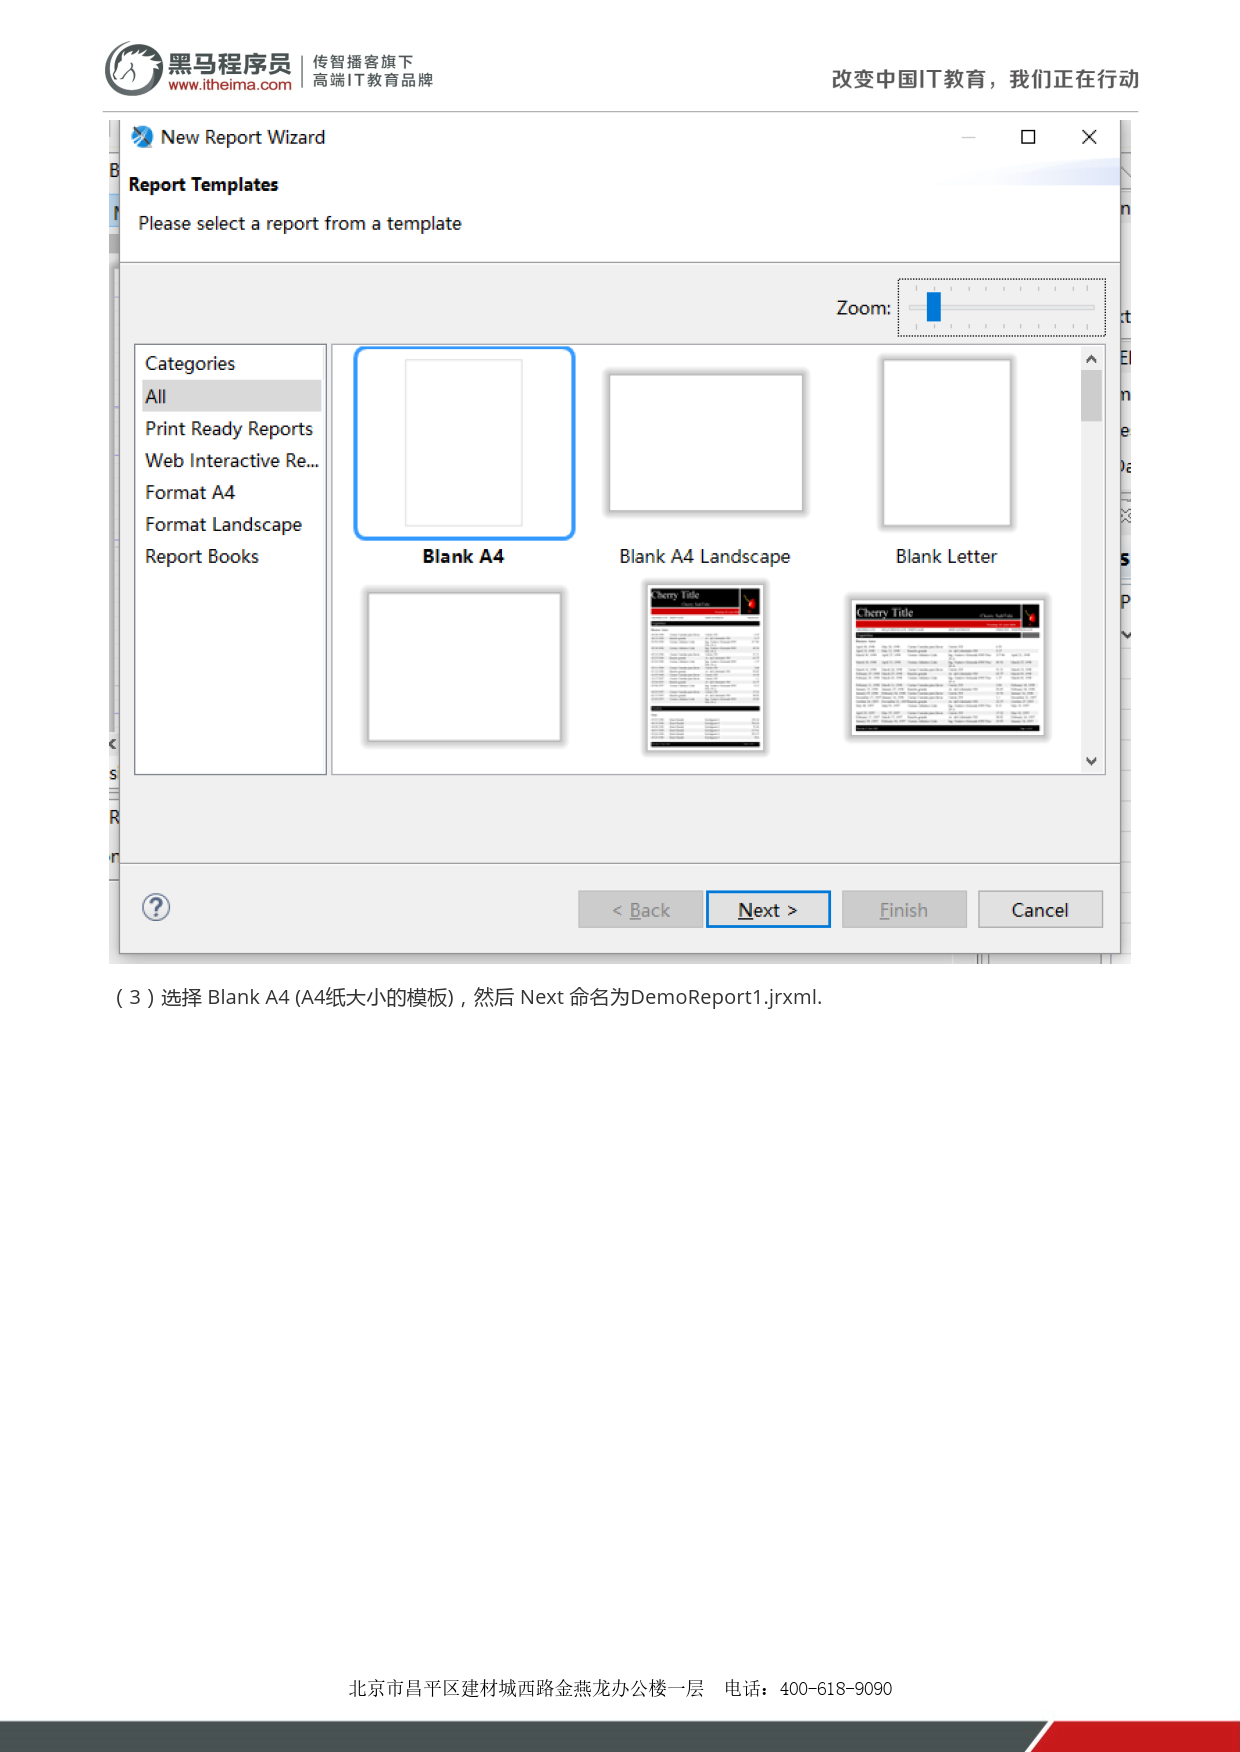 黑马程序员
www.itheima.com
传智播客旗下
高端IT教育品牌
改变中国IT教育，我们正在行动
New Report Wizard
Report Templates
Please select a report from a template
Zoom:
Categories
All
Print Ready Reports
Web Interactive Re...
Format A4
Format Landscape
Report Books
Blank A4
Blank A4 Landscape
Blank Letter
Cherry Title
Cherry Title
< Back
Next >
Finish
Cancel
（3）选择 Blank A4 (A4纸大小的模板)，然后 Next 命名为DemoReport1.jrxml.
北京市昌平区建材城西路金燕龙办公楼一层 电话：400-618-9090